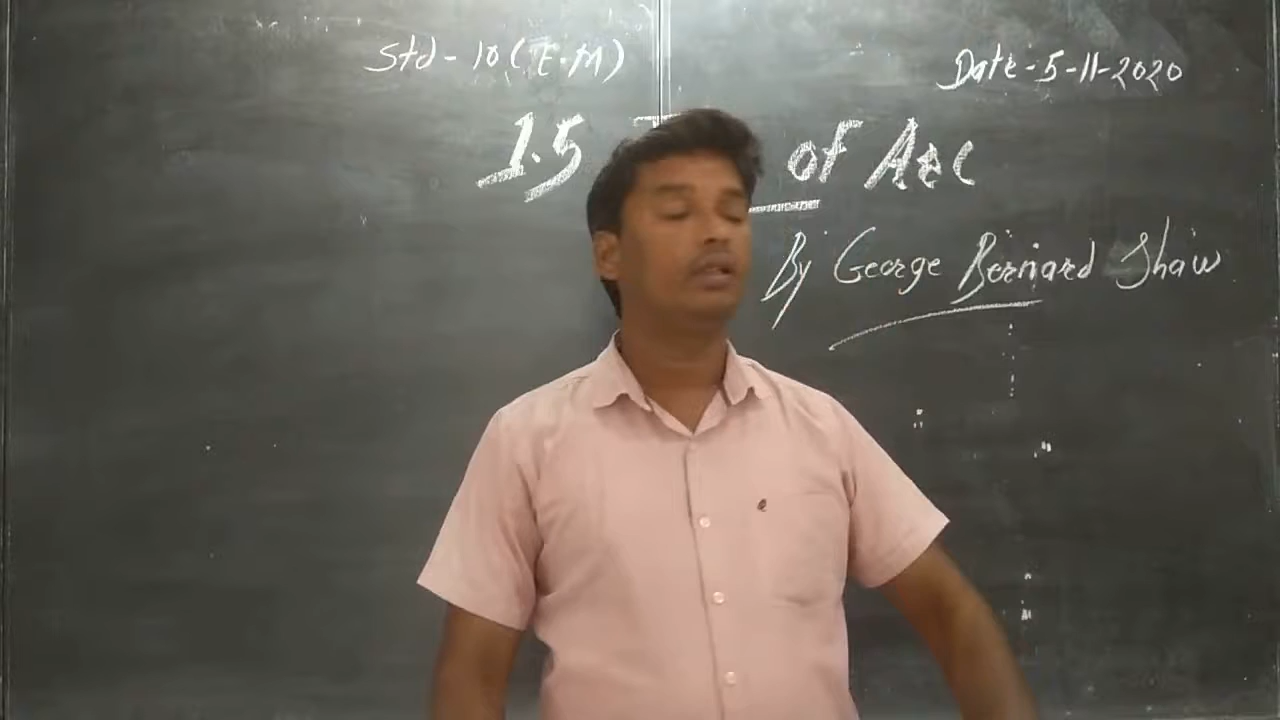 Std - 10 (E.M)
Date - 5-11-2020
1.5 of Arc
By George Bernard Shaw